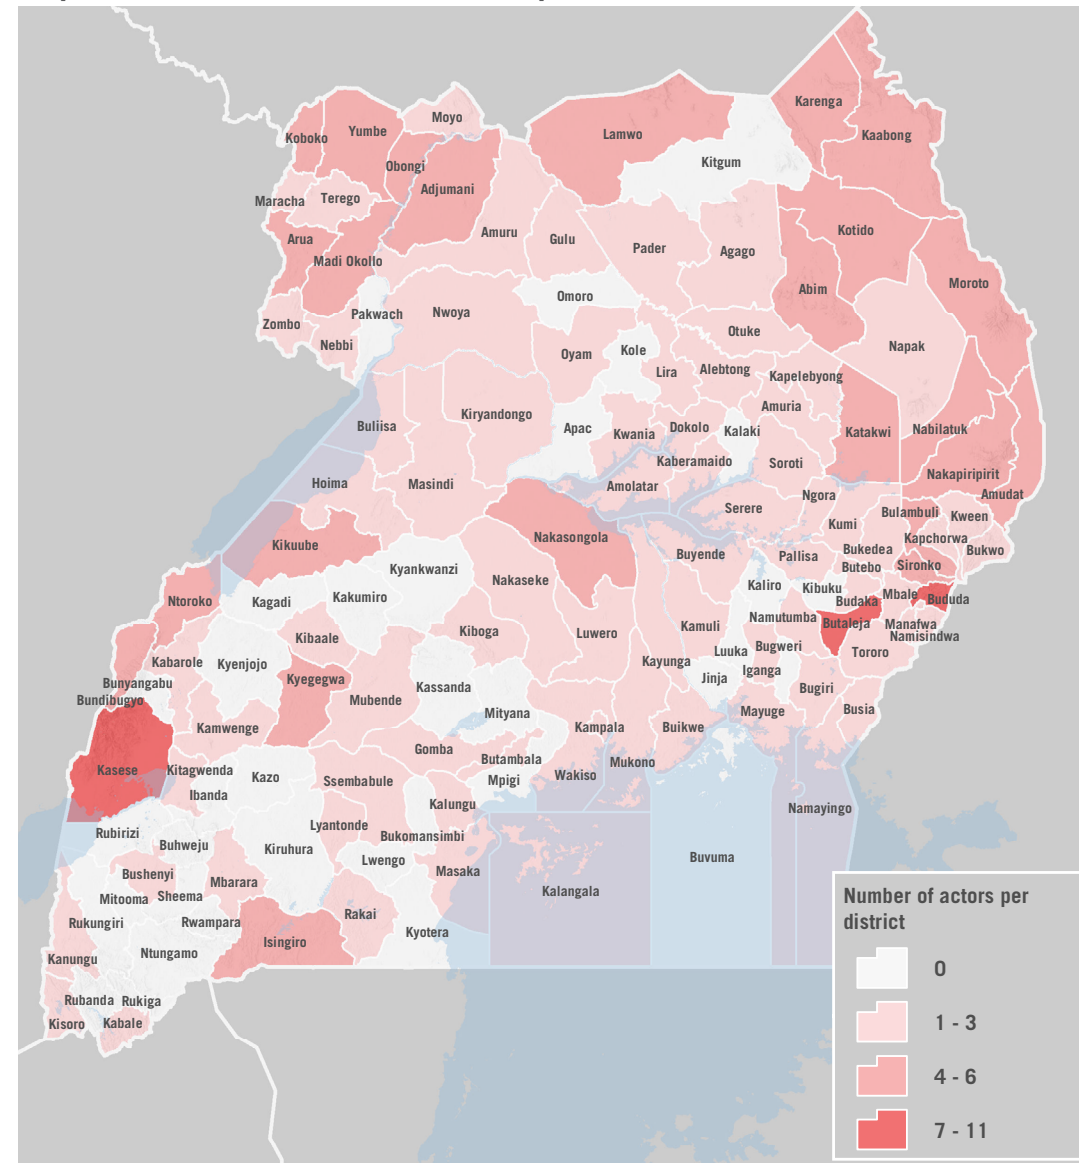 Karenga
Moyo
Yumbe
Koboko
Lamwo
Kaabong
Kitgum
Obongi
Adjumani
Maracha
Terego
Kotido
Amuru
Gulu
Arua
Pader
Agago
Madi Okollo
Moroto
Abim
Omoro
Pakwach
Nwoya
Zombo
Otuke
Nebbi
Napak
Kole
Oyam
Lira
Alebtong
Kapelebyong
Amuria
Kiryandongo
Buliisa
Apac
Kwania
Dokolo
Kalaki
Katakwi
Nabilatuk
Kaberamaido
Soroti
Nakapiripirit
Hoima
Masindi
Amolatar
Ngora
Amudat
Serere
Bulambuli
Kween
Kumi
Nakasongola
Kapchorwa
Kikuube
Buyende
Pallisa
Bukedea
Bukwo
Butebo
Sironko
Kyankwanzi
Nakaseke
Kaliro
Kibuku
Mbale
Bududa
Ntoroko
Kagadi
Kakumiro
Budaka
Namutumba
Butaleja
Manafwa
Kamuli
Kiboga
Luwero
Namisindwa
Kibaale
Bugweri
Luuka
Tororo
Kabarole
Kyenjojo
Kayunga
Iganga
Kyegegwa
Jinja
Bunyangabu
Kassanda
Bugiri
Bundibugyo
Mubende
Mityana
Mayuge
Busia
Kamwenge
Kampala
Buikwe
Gomba
Butambala
Mukono
Kasese
Kitagwenda
Kazo
Wakiso
Ssembabule
Mpigi
Ibanda
Kalungu
Namayingo
Lyantonde
Rubirizi
Bukomansimbi
Buhweju
Kiruhura
Buvuma
Lwengo
Bushenyi
Masaka
Mbarara
Kalangala
Mitooma
Sheema
Rakai
Rukungiri
Rwampara
Kyotera
Isingiro
Ntungamo
Kanungu
Rubanda
Rukiga
Kisoro
Kabale
Number of actors per
district
0
1 - 3
4 - 6
7 - 11